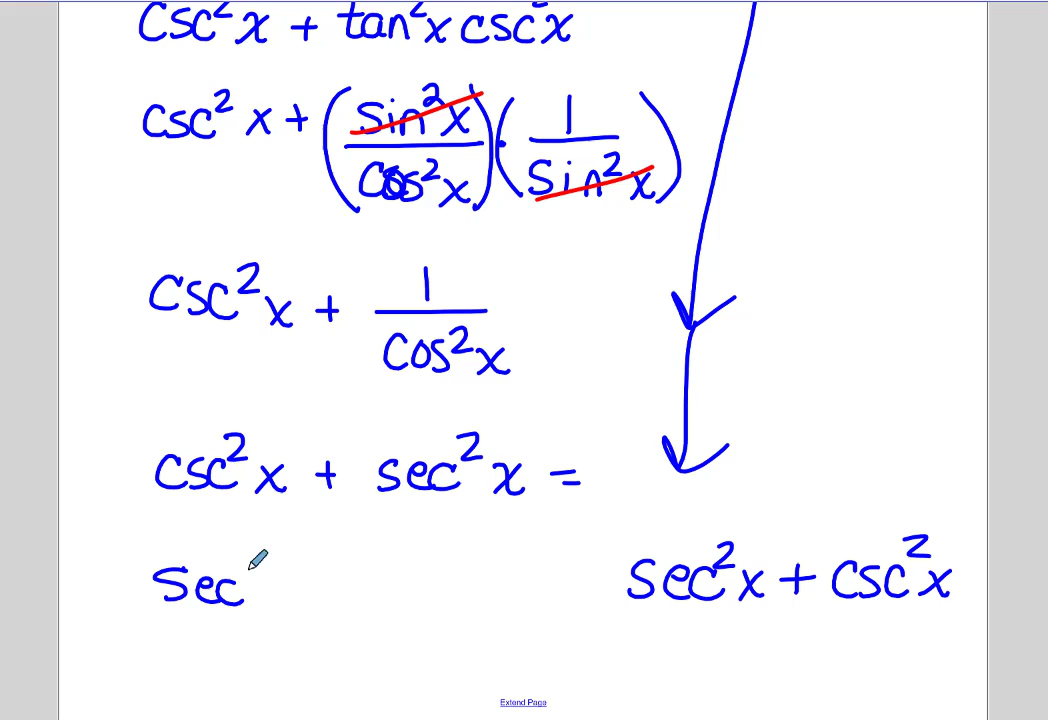 csc²x + tan²x csc²x
csc²x + (sin²x / cos²x) · (1 / sin²x)
csc²x + 1 / cos²x
csc²x + sec²x =
sec sec²x + csc²x
Extend Page